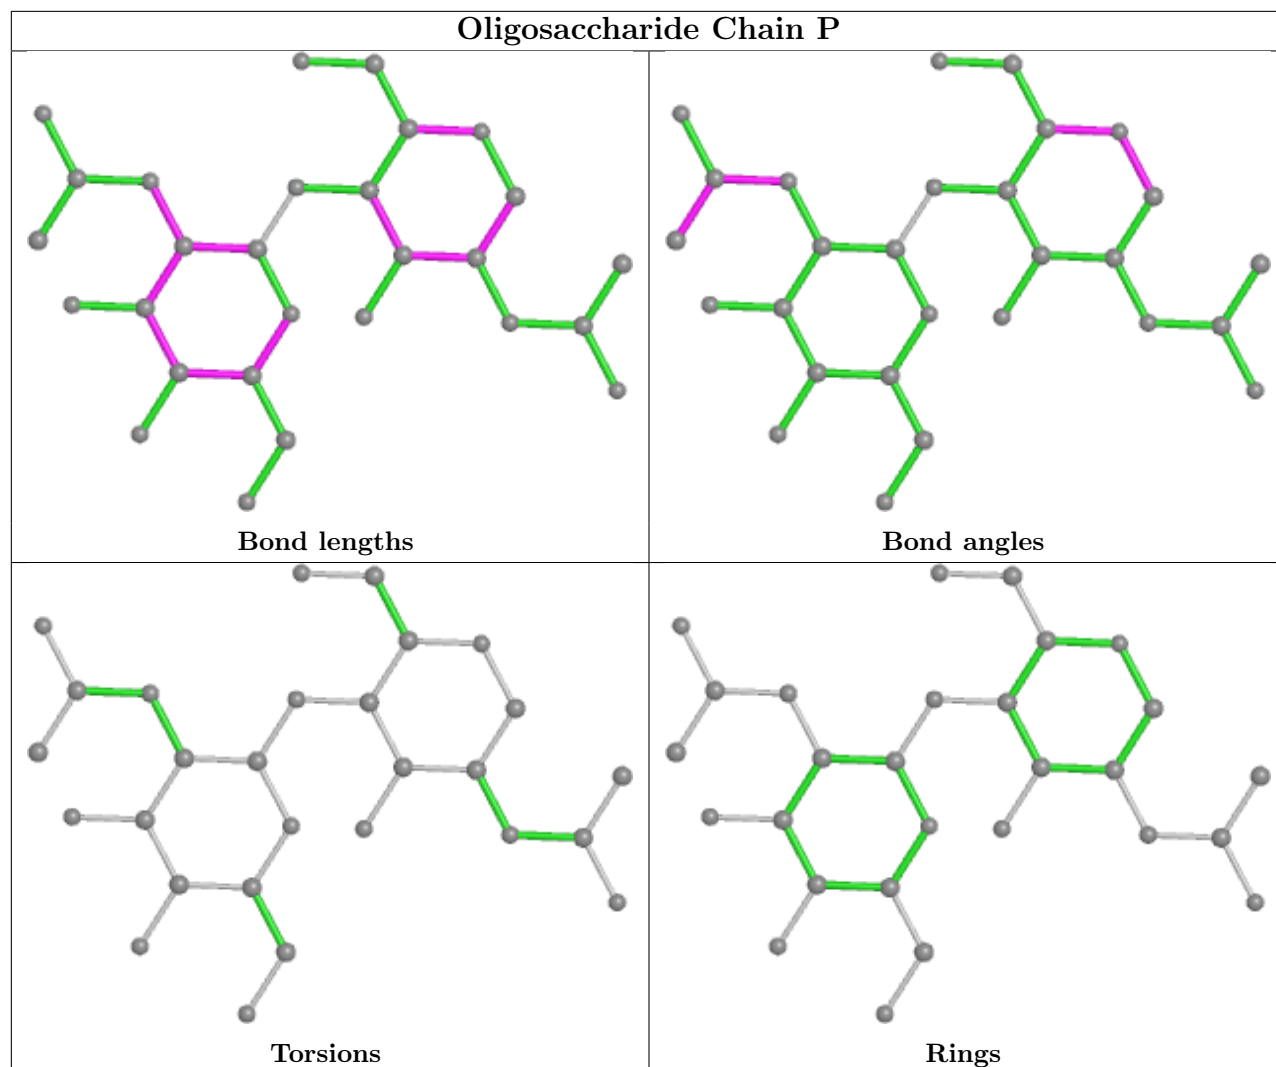 Oligosaccharide Chain P
Bond lengths
Bond angles
Torsions
Rings